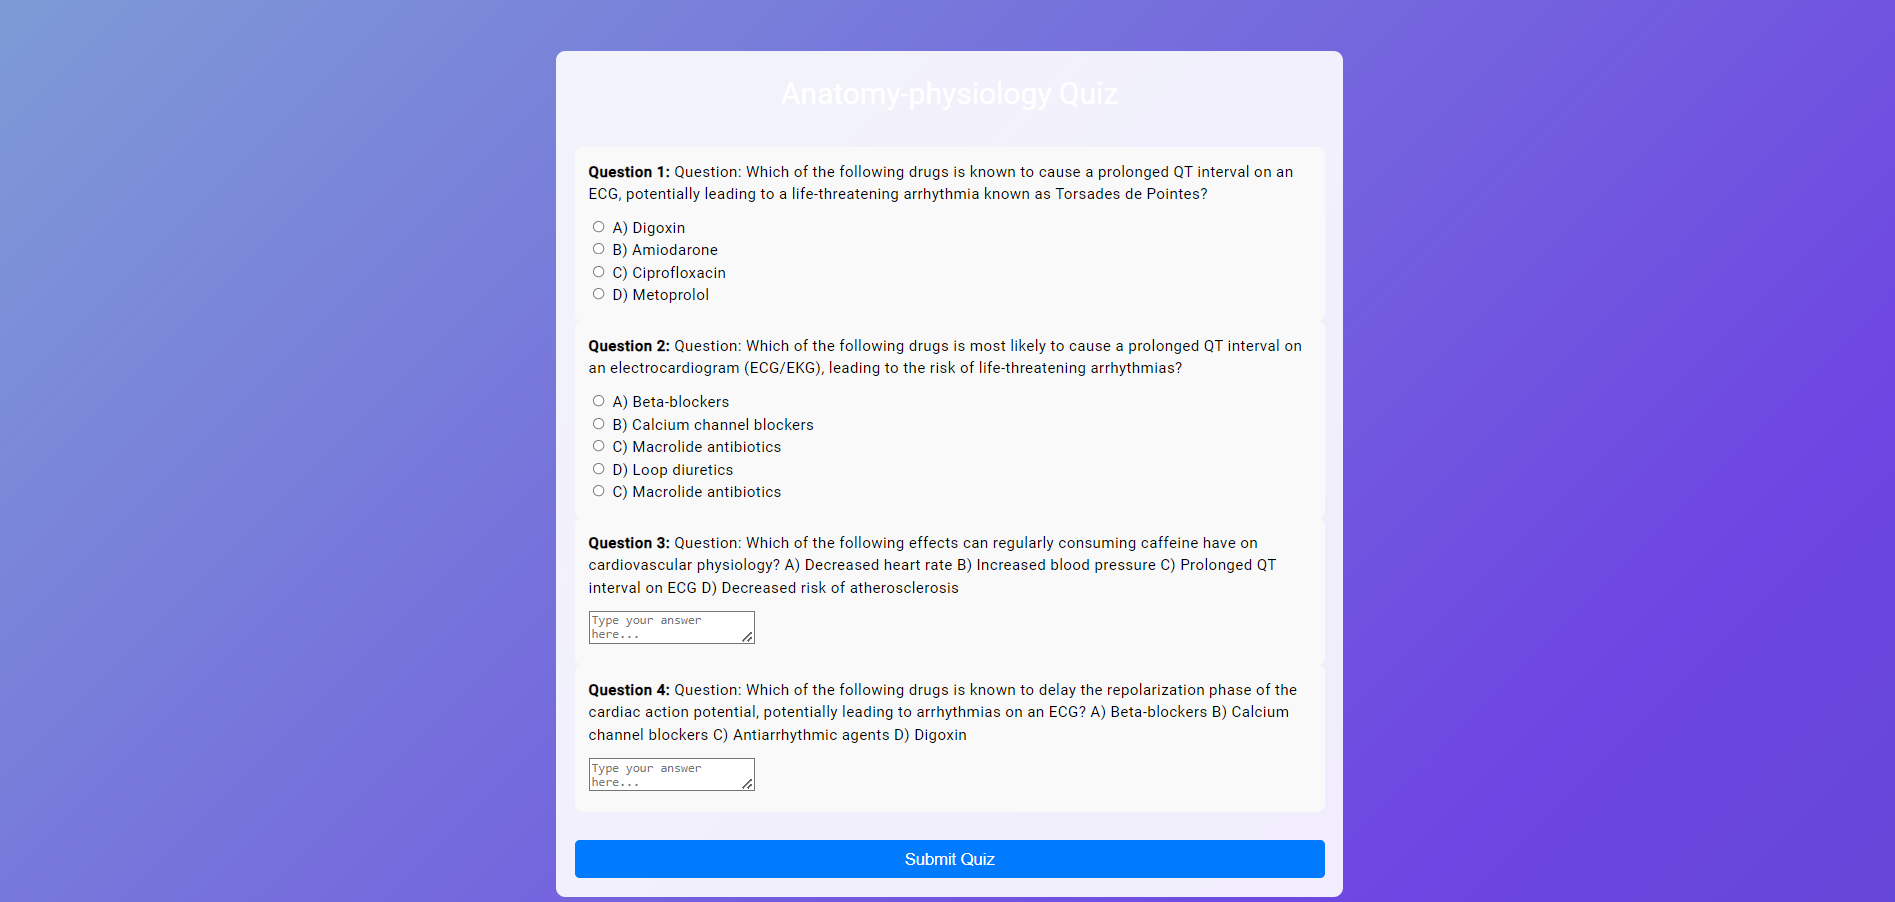 Anatomy-physiology Quiz
Question 1: Question: Which of the following drugs is known to cause a prolonged QT interval on an
ECG, potentially leading to a life-threatening arrhythmia known as Torsades de Pointes?
A) Digoxin
B) Amiodarone
C) Ciprofloxacin
D) Metoprolol
Question 2: Question: Which of the following drugs is most likely to cause a prolonged QT interval on
an electrocardiogram (ECG/EKG), leading to the risk of life-threatening arrhythmias?
A) Beta-blockers
B) Calcium channel blockers
C) Macrolide antibiotics
D) Loop diuretics
C) Macrolide antibiotics
Question 3: Question: Which of the following effects can regularly consuming caffeine have on
cardiovascular physiology? A) Decreased heart rate B) Increased blood pressure C) Prolonged QT
interval on ECG D) Decreased risk of atherosclerosis
Type your answer
here...
Question 4: Question: Which of the following drugs is known to delay the repolarization phase of the
cardiac action potential, potentially leading to arrhythmias on an ECG? A) Beta-blockers B) Calcium
channel blockers C) Antiarrhythmic agents D) Digoxin
Type your answer
here...
Submit Quiz